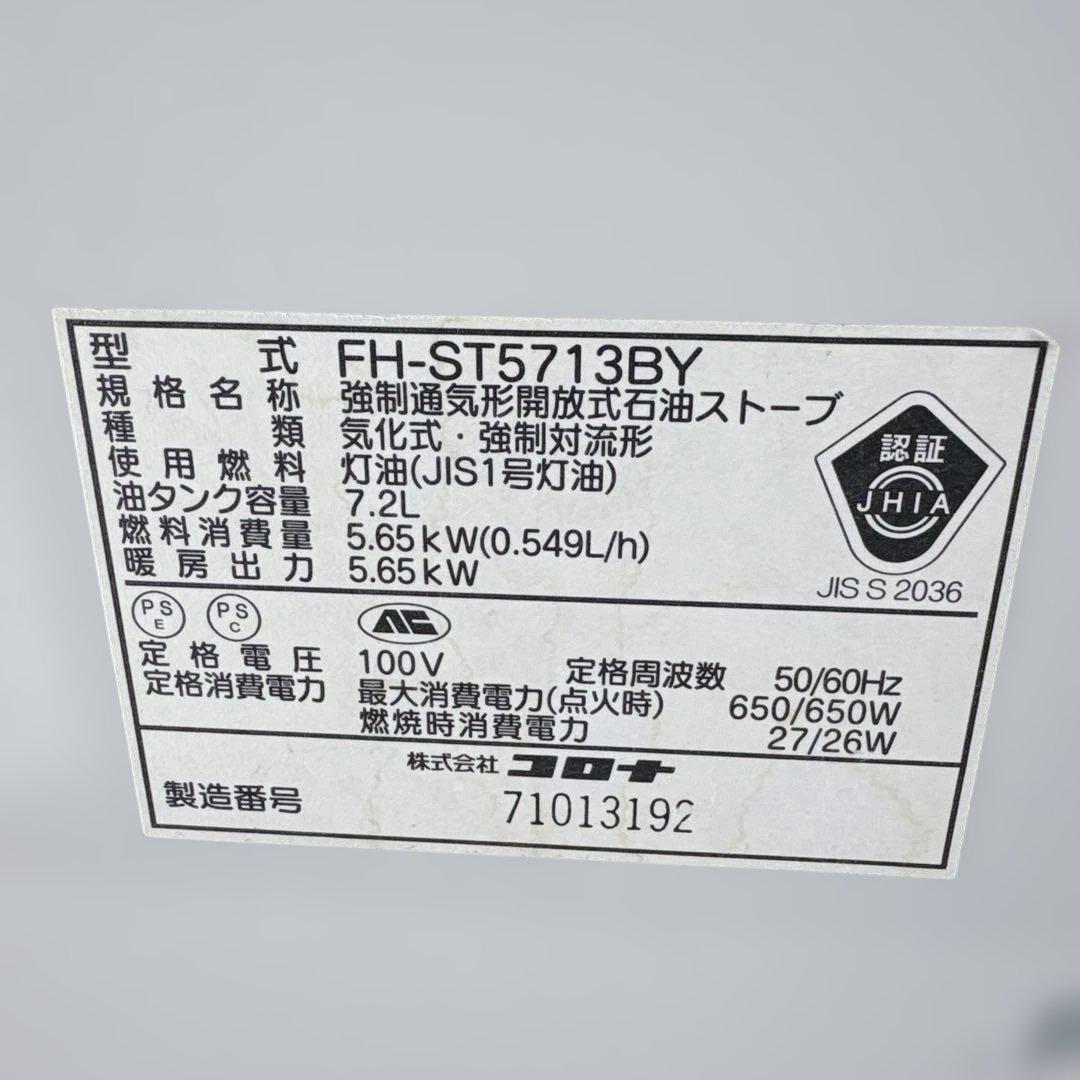 型式 FH-ST5713BY
規格名称 強制通気形開放式石油ストーブ
種類 気化式・強制対流形
使用燃料 灯油(JIS1号灯油)
油タンク容量 7.2L
燃料消費量 5.65kW(0.549L/h)
暖房出力 5.65kW
認証
JHIA
JIS S 2036
PS E PS C
定格電圧 100V 定格周波数 50/60Hz
定格消費電力 最大消費電力(点火時) 650/650W
燃焼時消費電力 27/26W
株式会社 コロナ
製造番号 71013192